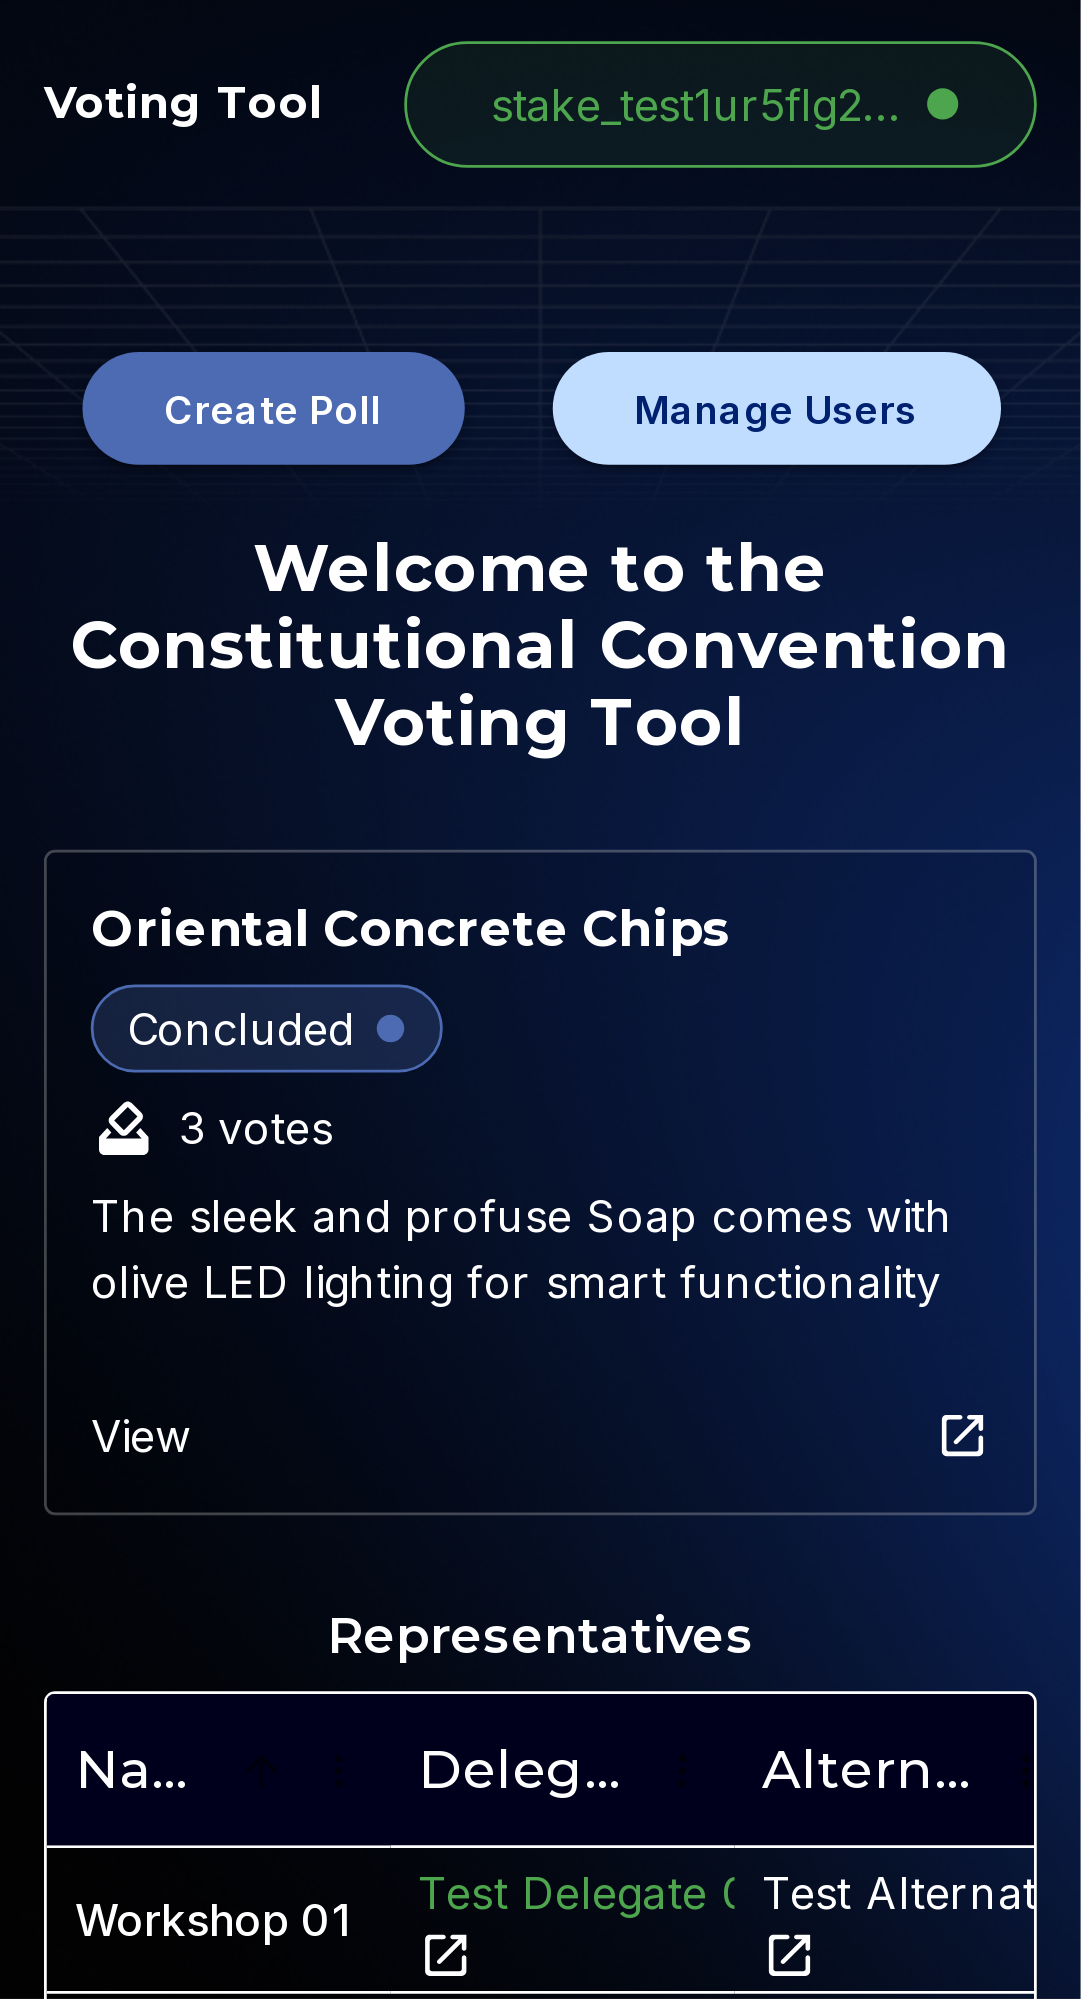 Voting Tool
stake_test1ur5flg2...
Create Poll
Manage Users
Welcome to the
Constitutional Convention
Voting Tool
Oriental Concrete Chips
Concluded
3 votes
The sleek and profuse Soap comes with
olive LED lighting for smart functionality
View
Representatives
Na...
Deleg...
Altern...
Workshop 01
Test Delegate
Test Alternat